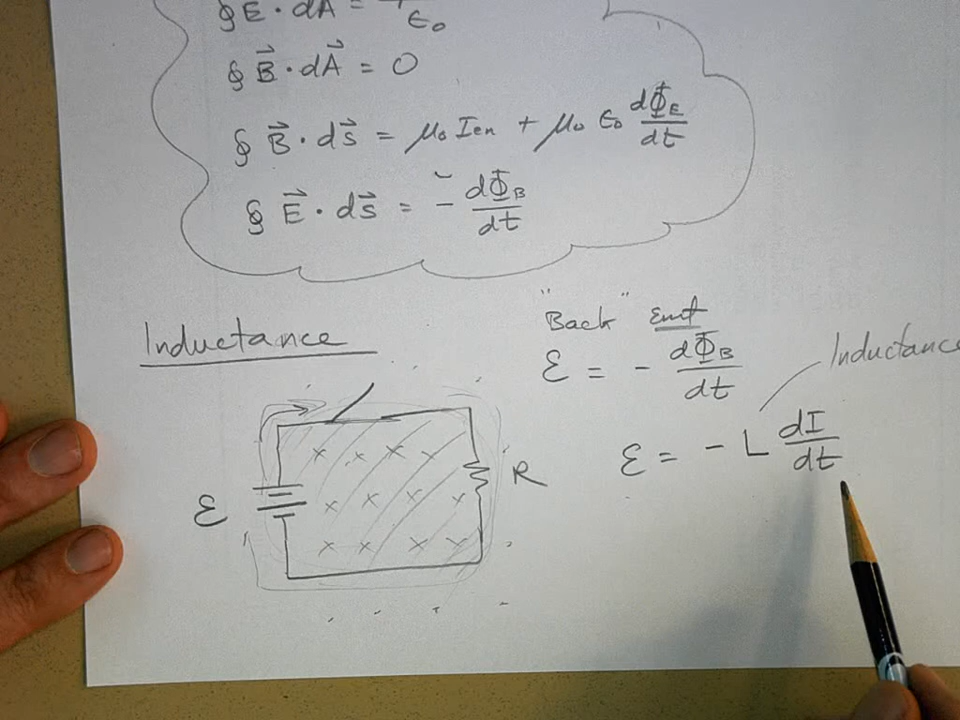 ∮E · dA = —/ε₀
∮ B⃗ · dA⃗ = 0
∮ B⃗ · ds⃗ = μ₀ Ien + μ₀ ε₀ dΦE/dt
∮ E⃗ · ds⃗ = - dΦB/dt
"Back" Emf
Inductance
ℰ = - dΦB/dt
Inductance
ℰ = - L dI/dt
ℰ
R